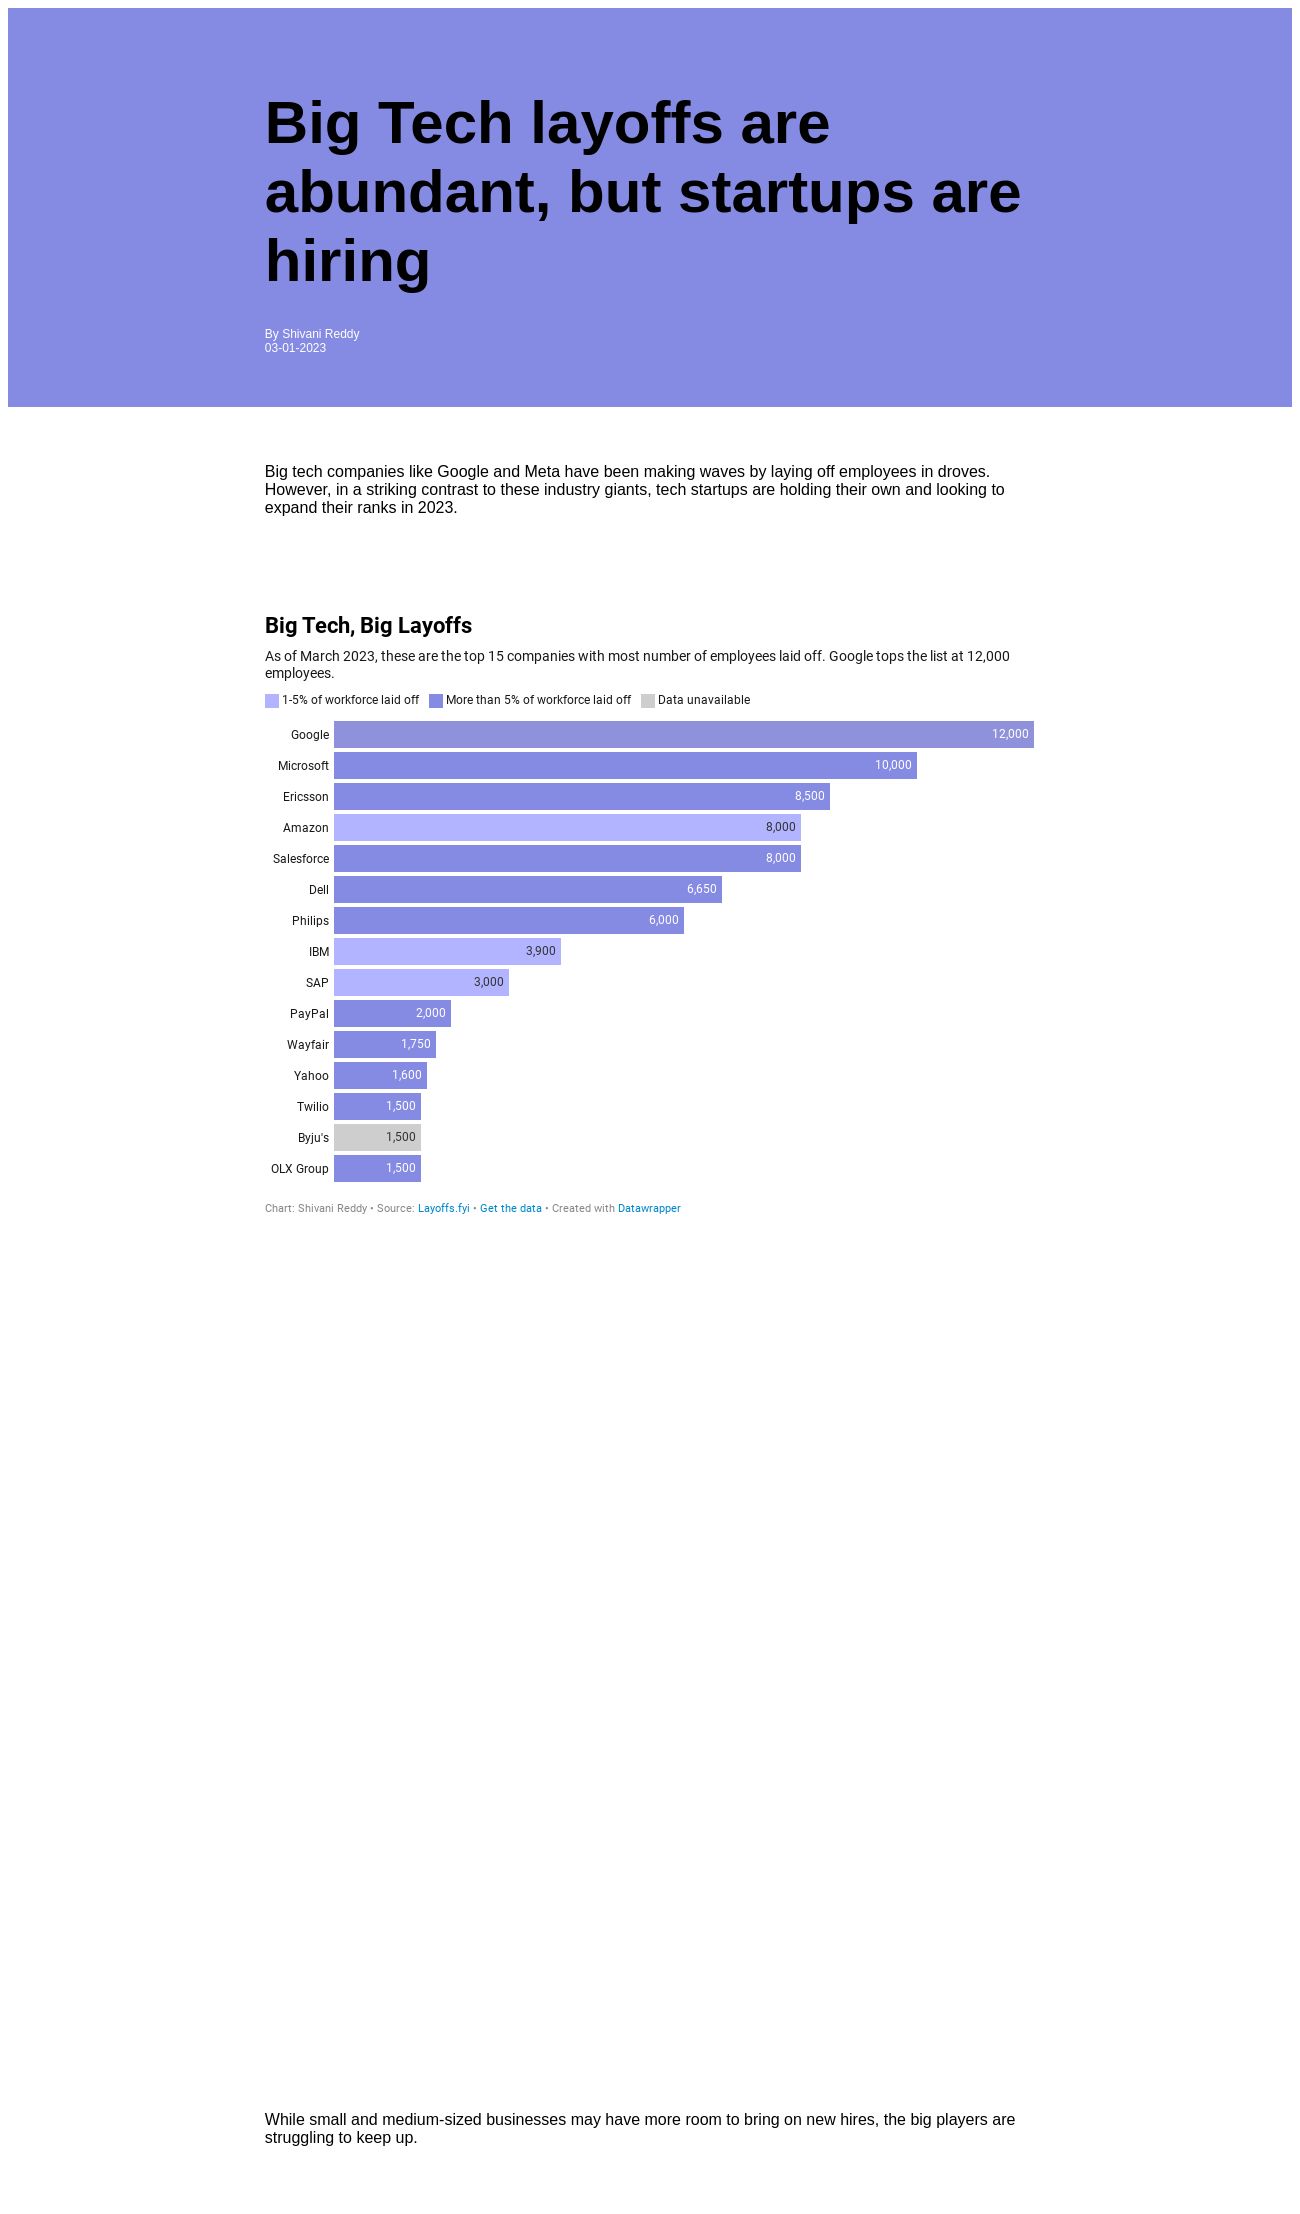 Big Tech layoffs are
abundant, but startups are
hiring
By Shivani Reddy
03-01-2023
Big tech companies like Google and Meta have been making waves by laying off employees in droves.
However, in a striking contrast to these industry giants, tech startups are holding their own and looking to
expand their ranks in 2023.
Big Tech, Big Layoffs
As of March 2023, these are the top 15 companies with most number of employees laid off. Google tops the list at 12,000
employees.
1-5% of workforce laid off More than 5% of workforce laid off Data unavailable
Google 12,000
Microsoft 10,000
Ericsson 8,500
Amazon 8,000
Salesforce 8,000
Dell 6,650
Philips 6,000
IBM 3,900
SAP 3,000
PayPal 2,000
Wayfair 1,750
Yahoo 1,600
Twilio 1,500
Byju's 1,500
OLX Group 1,500
Chart: Shivani Reddy • Source: Layoffs.fyi • Get the data • Created with Datawrapper
While small and medium-sized businesses may have more room to bring on new hires, the big players are
struggling to keep up.